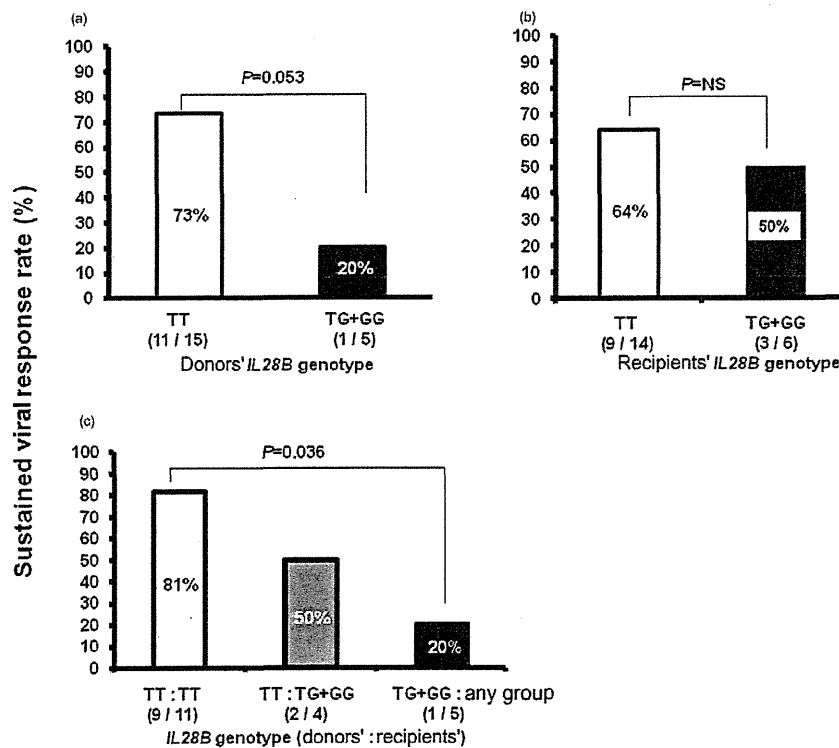 Sustained viral response rate (%)
(a)
100
90
80
70
60
50
40
30
20
10
0
P=0.053
73%
20%
TT
TG+GG
(11 / 15)
(1 / 5)
Donors' IL28B genotype
(b)
100
90
80
70
60
50
40
30
20
10
0
P=NS
64%
50%
TT
TG+GG
(9 / 14)
(3 / 6)
Recipients' IL28B genotype
(c)
100
90
80
70
60
50
40
30
20
10
0
P=0.036
81%
50%
20%
TT : TT
TT : TG+GG
TG+GG : any group
(9 / 11)
(2 / 4)
(1 / 5)
IL28B genotype (donors' : recipients')